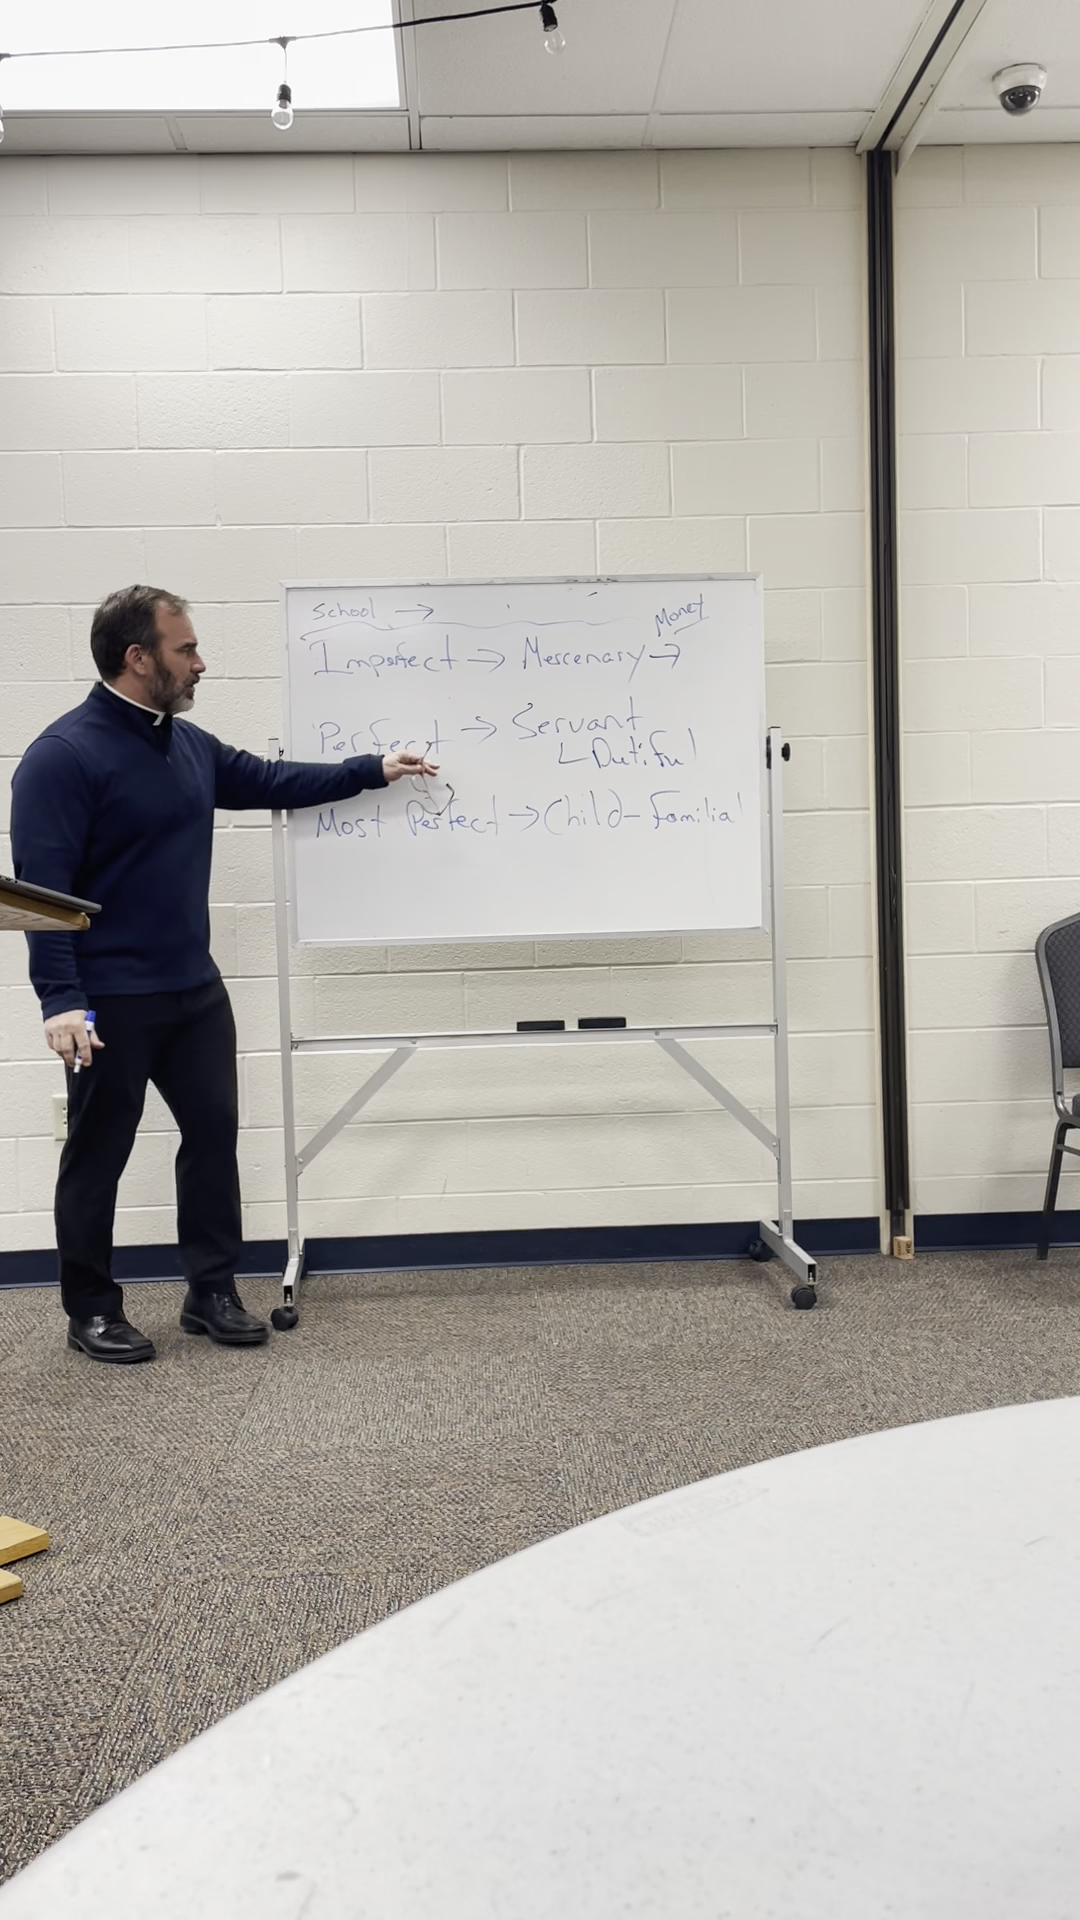 School →
Money
Imperfect → Mercenary →
Perfect → Servant
Dutiful
Most Perfect → Child - Familial